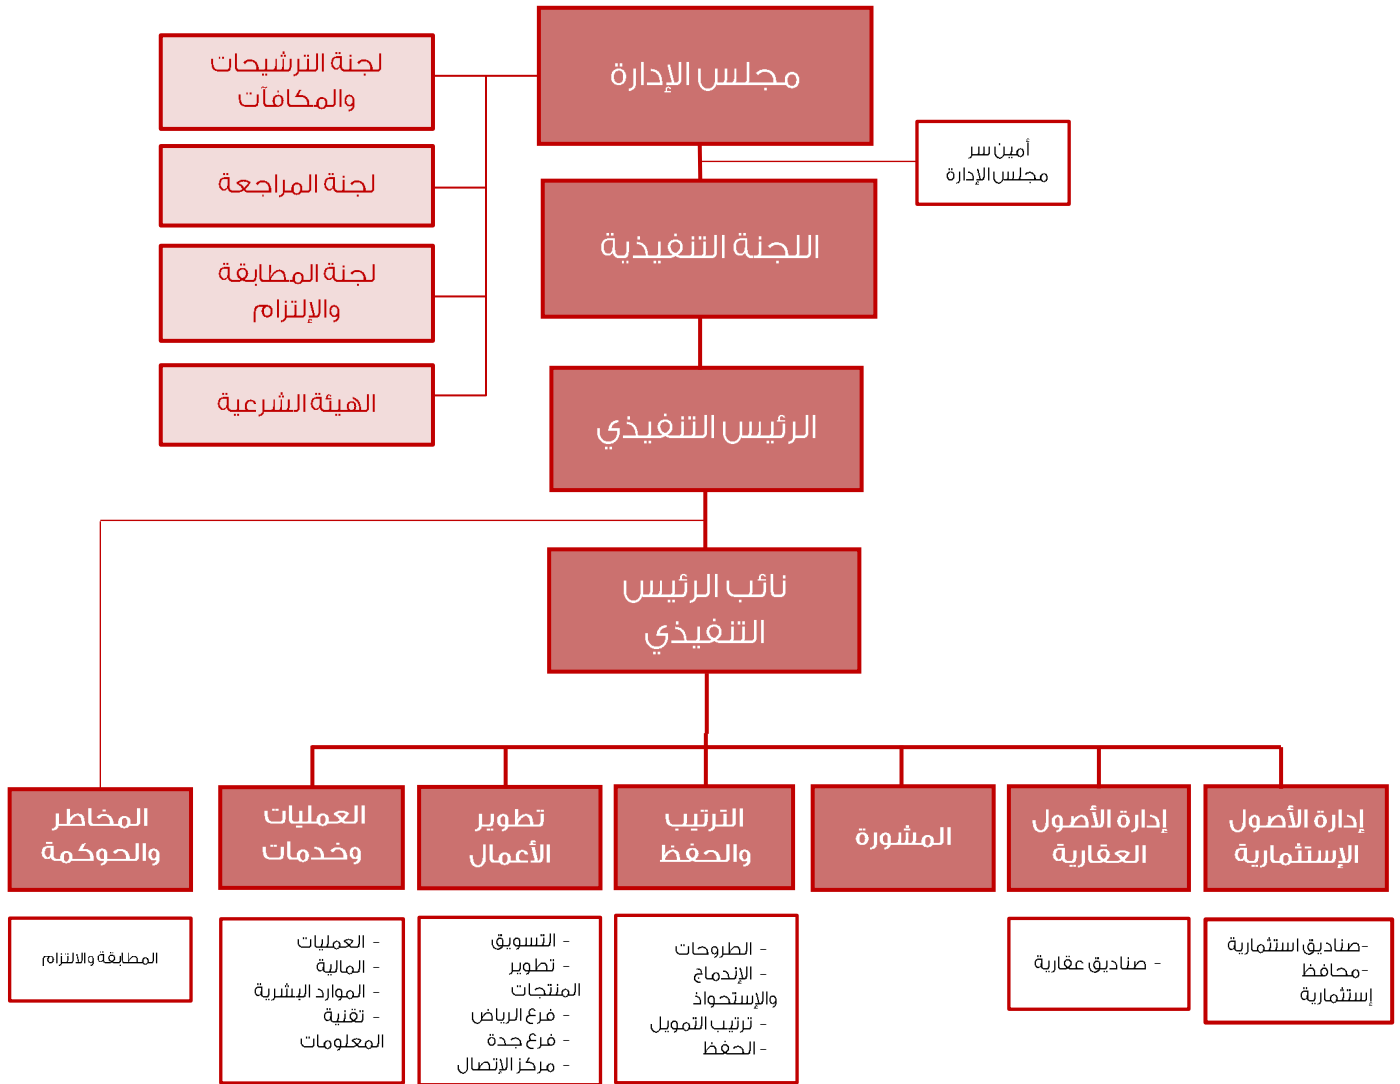 مجلس الإدارة
لجنة الترشيحات
والمكافآت
أمين سر
مجلس الإدارة
لجنة المراجعة
اللجنة التنفيذية
لجنة المطابقة
والإلتزام
الهيئة الشرعية
الرئيس التنفيذي
نائب الرئيس
التنفيذي
إدارة الأصول
الإستثمارية
إدارة الأصول
العقارية
المشورة
الترتيب
والحفظ
تطوير
الأعمال
العمليات
وخدمات
المخاطر
والحوكمة
-صناديق استثمارية
-محافظ
إستثمارية
- صناديق عقارية
- الطروحات
- الإندماج
والإستحواذ
- ترتيب التمويل
- الحفظ
- التسويق
- تطوير
المنتجات
- فرع الرياض
- فرع جدة
- مركز الإتصال
- العمليات
- المالية
- الموارد البشرية
- تقنية
المعلومات
المطابقة والالتزام